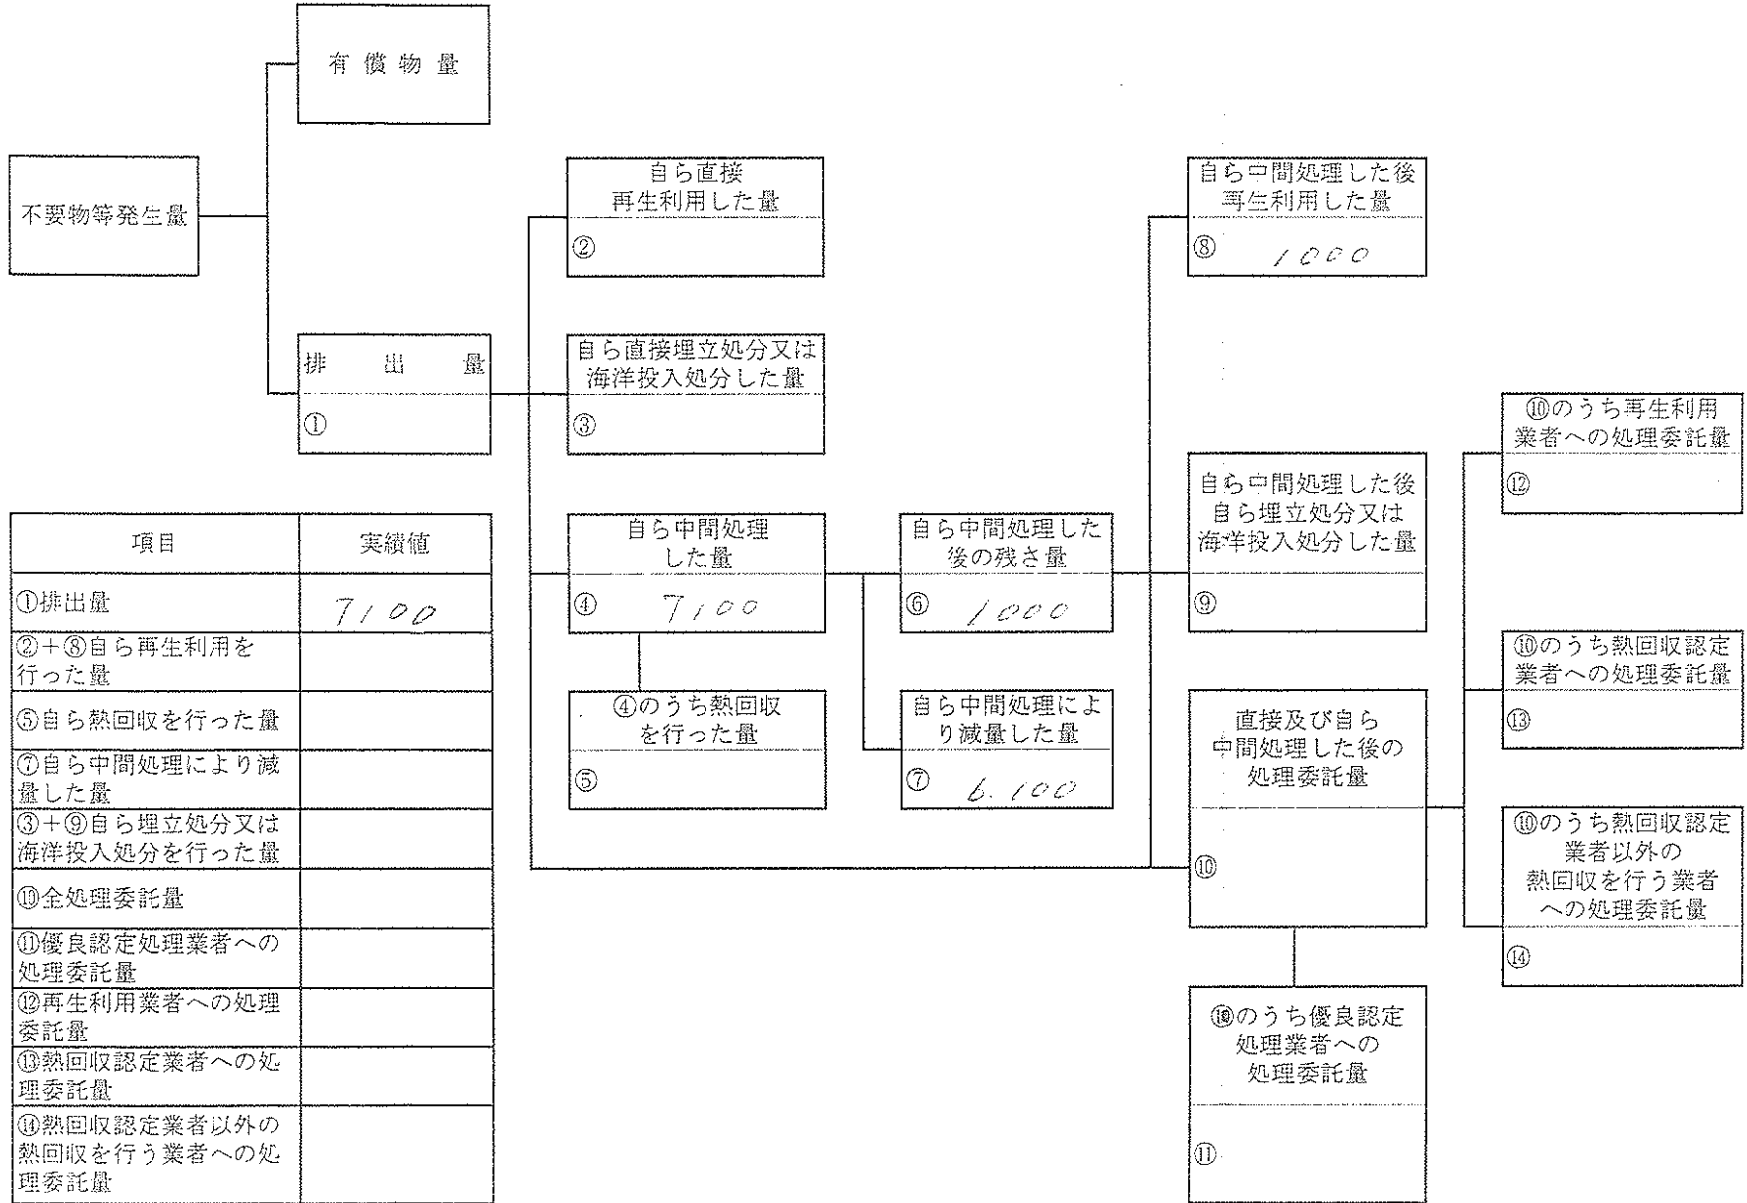 有償物量
不要物等発生量
自ら直接
再生利用した量
②
自ら中間処理した後
再生利用した量
⑧ 1000
排出量
①
自ら直接埋立処分又は
海洋投入処分した量
③
⑩のうち再生利用
業者への処理委託量
⑫
自ら中間処理した後
自ら埋立処分又は
海洋投入処分した量
⑨
自ら中間処理
した量
④ 7100
自ら中間処理した
後の残さ量
⑥ 1000
⑩のうち熱回収認定
業者への処理委託量
⑬
④のうち熱回収
を行った量
⑤
自ら中間処理によ
り減量した量
⑦ 6.100
直接及び自ら
中間処理した後の
処理委託量
⑩
⑩のうち熱回収認定
業者以外の
熱回収を行う業者
への処理委託量
⑭
⑩のうち優良認定
処理業者への
処理委託量
⑪
項目 実績値
①排出量 7100
②+⑧自ら再生利用を
行った量
⑤自ら熱回収を行った量
⑦自ら中間処理により減
量した量
③+⑨自ら埋立処分又は
海洋投入処分を行った量
⑩全処理委託量
⑪優良認定処理業者への
処理委託量
⑫再生利用業者への処理
委託量
⑬熱回収認定業者への処
理委託量
⑭熱回収認定業者以外の
熱回収を行う業者への処
理委託量